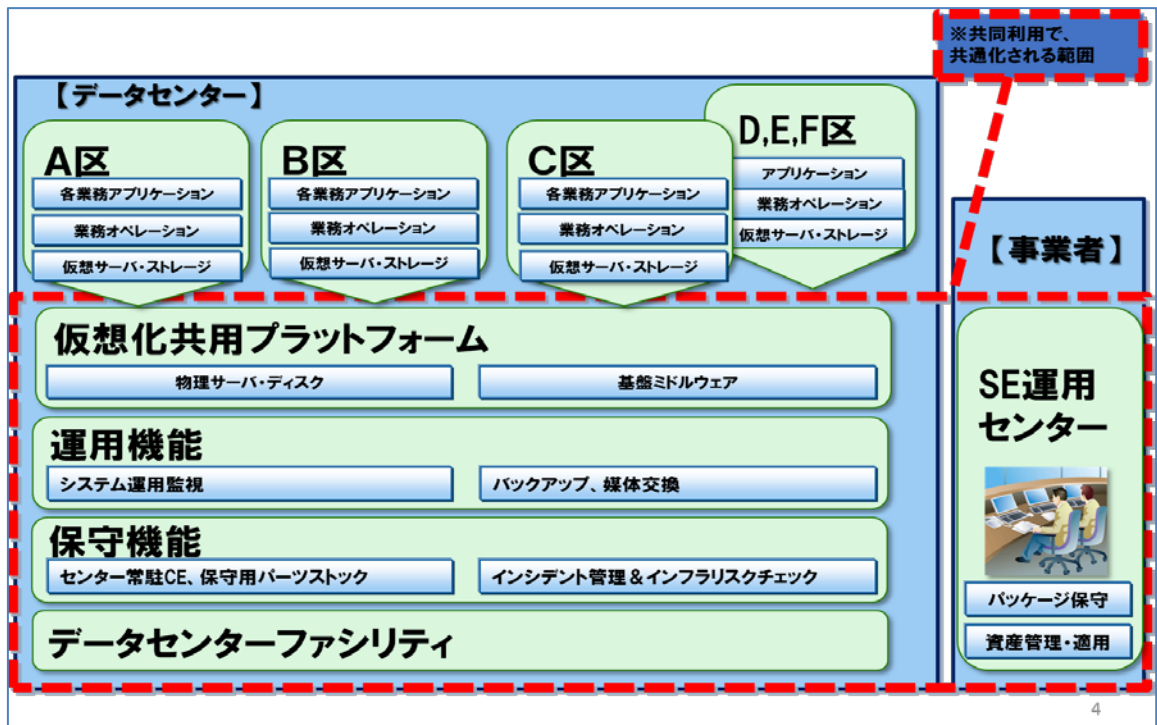 ※共同利用で、
共通化される範囲
【データセンター】
A区
各業務アプリケーション
業務オペレーション
仮想サーバ・ストレージ
B区
各業務アプリケーション
業務オペレーション
仮想サーバ・ストレージ
C区
各業務アプリケーション
業務オペレーション
仮想サーバ・ストレージ
D,E,F区
アプリケーション
業務オペレーション
仮想サーバ・ストレージ
仮想化共用プラットフォーム
物理サーバ・ディスク
基盤ミドルウェア
運用機能
システム運用監視
バックアップ、媒体交換
保守機能
センター常駐CE、保守用パーツストック
インシデント管理＆インフラリスクチェック
データセンターファシリティ
【事業者】
SE運用
センター
パッケージ保守
資産管理・適用
4